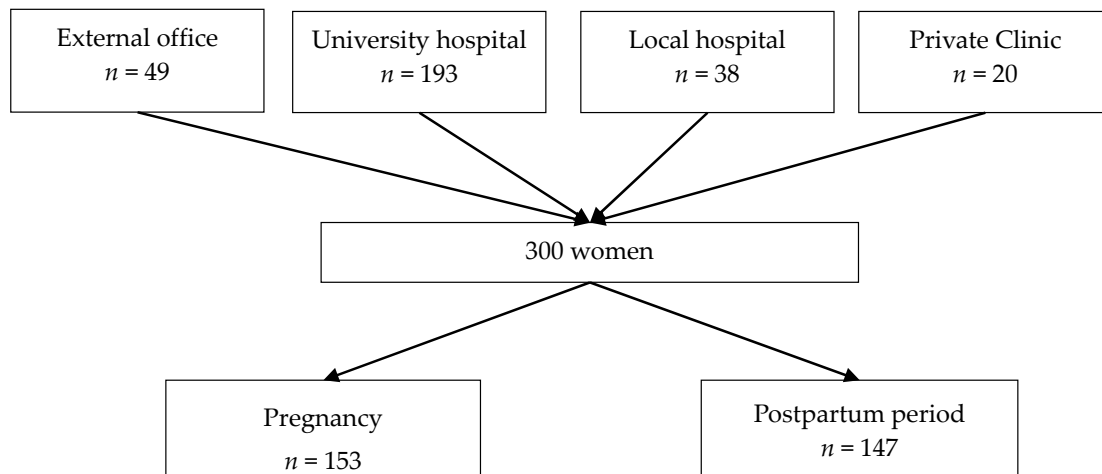 External office
n = 49
University hospital
n = 193
Local hospital
n = 38
Private Clinic
n = 20
300 women
Pregnancy
n = 153
Postpartum period
n = 147